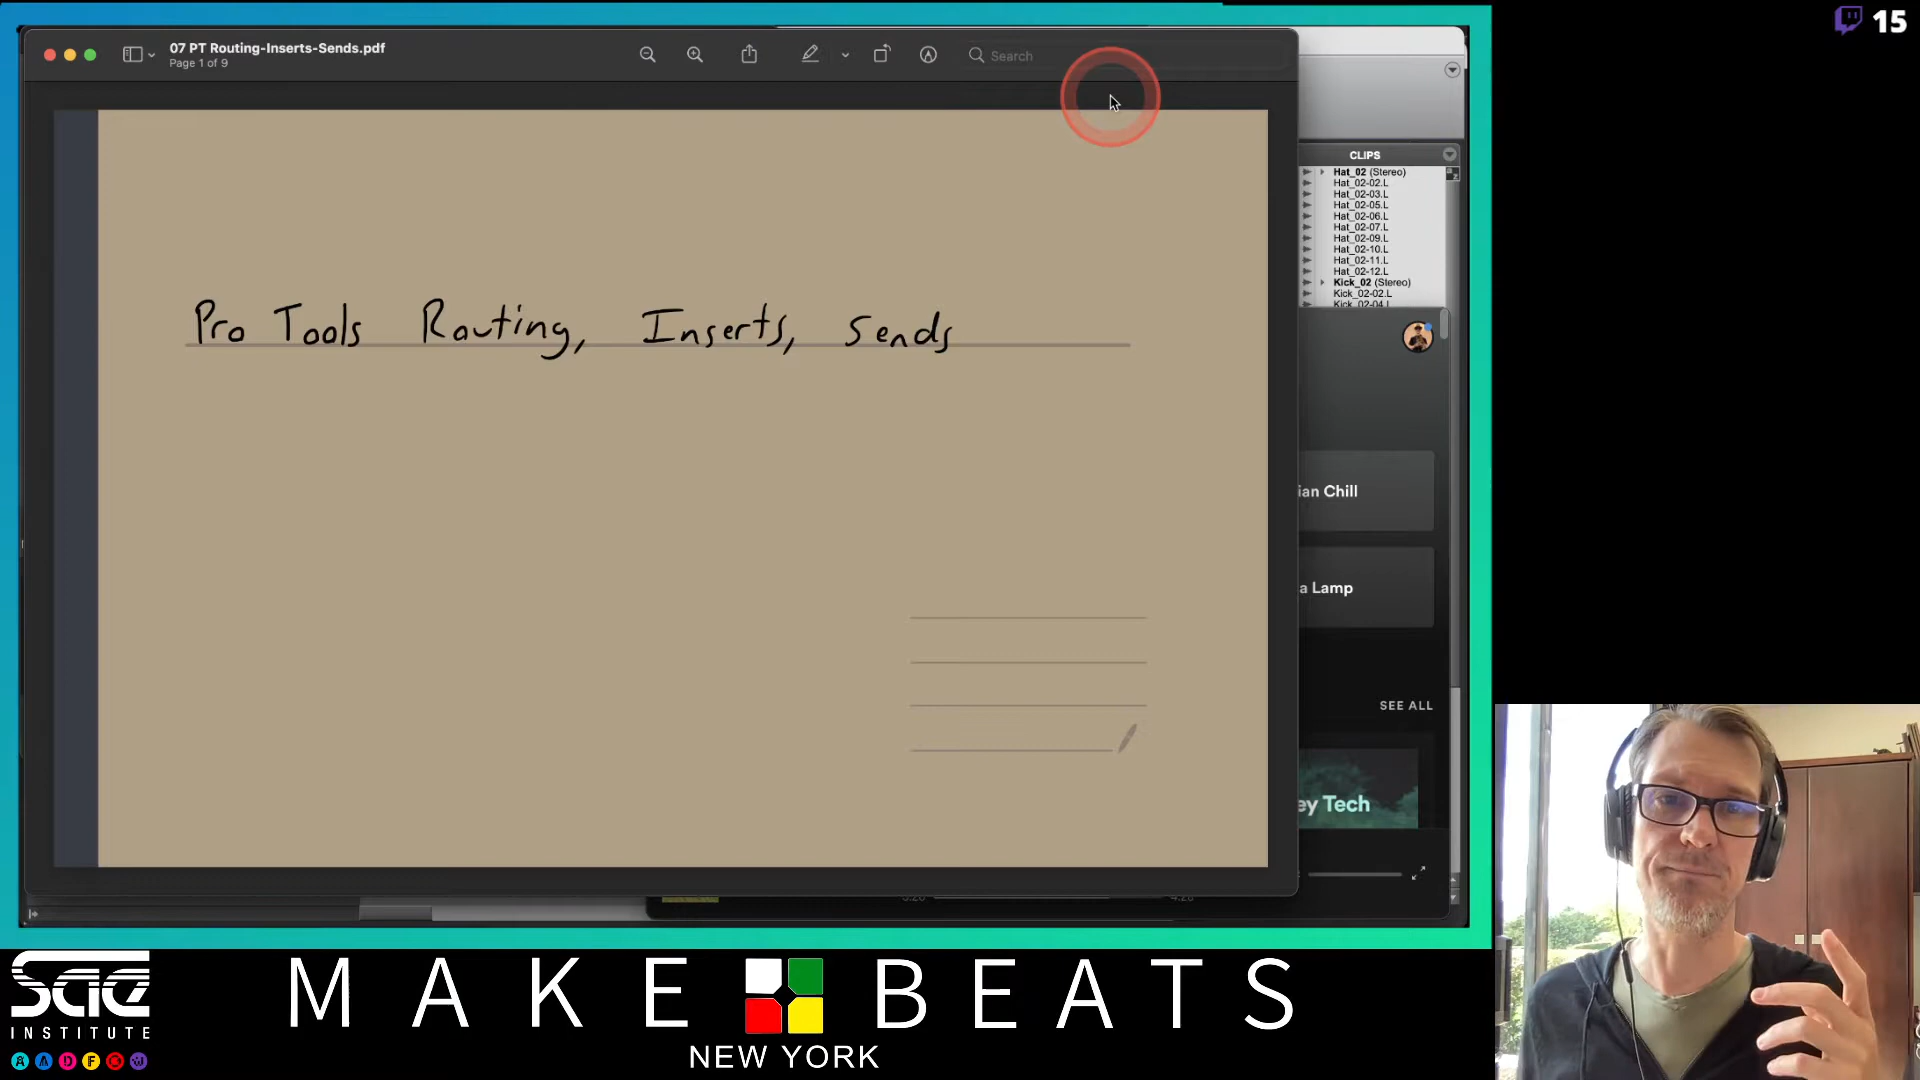 07 PT Routing-Inserts-Sends.pdf
Page 1 of 9
Search
15
Pro Tools Routing, Inserts, Sends
CLIPS
Hat_02 (Stereo)
Hat_02-02.L
Hat_02-03.L
Hat_02-05.L
Hat_02-06.L
Hat_02-07.L
Hat_02-09.L
Hat_02-10.L
Hat_02-11.L
Hat_02-12.L
Kick_02 (Stereo)
Kick_02-02.L
Kick_02-04.L
ian Chill
a Lamp
SEE ALL
ey Tech
sae
INSTITUTE
MAKE BEATS
NEW YORK